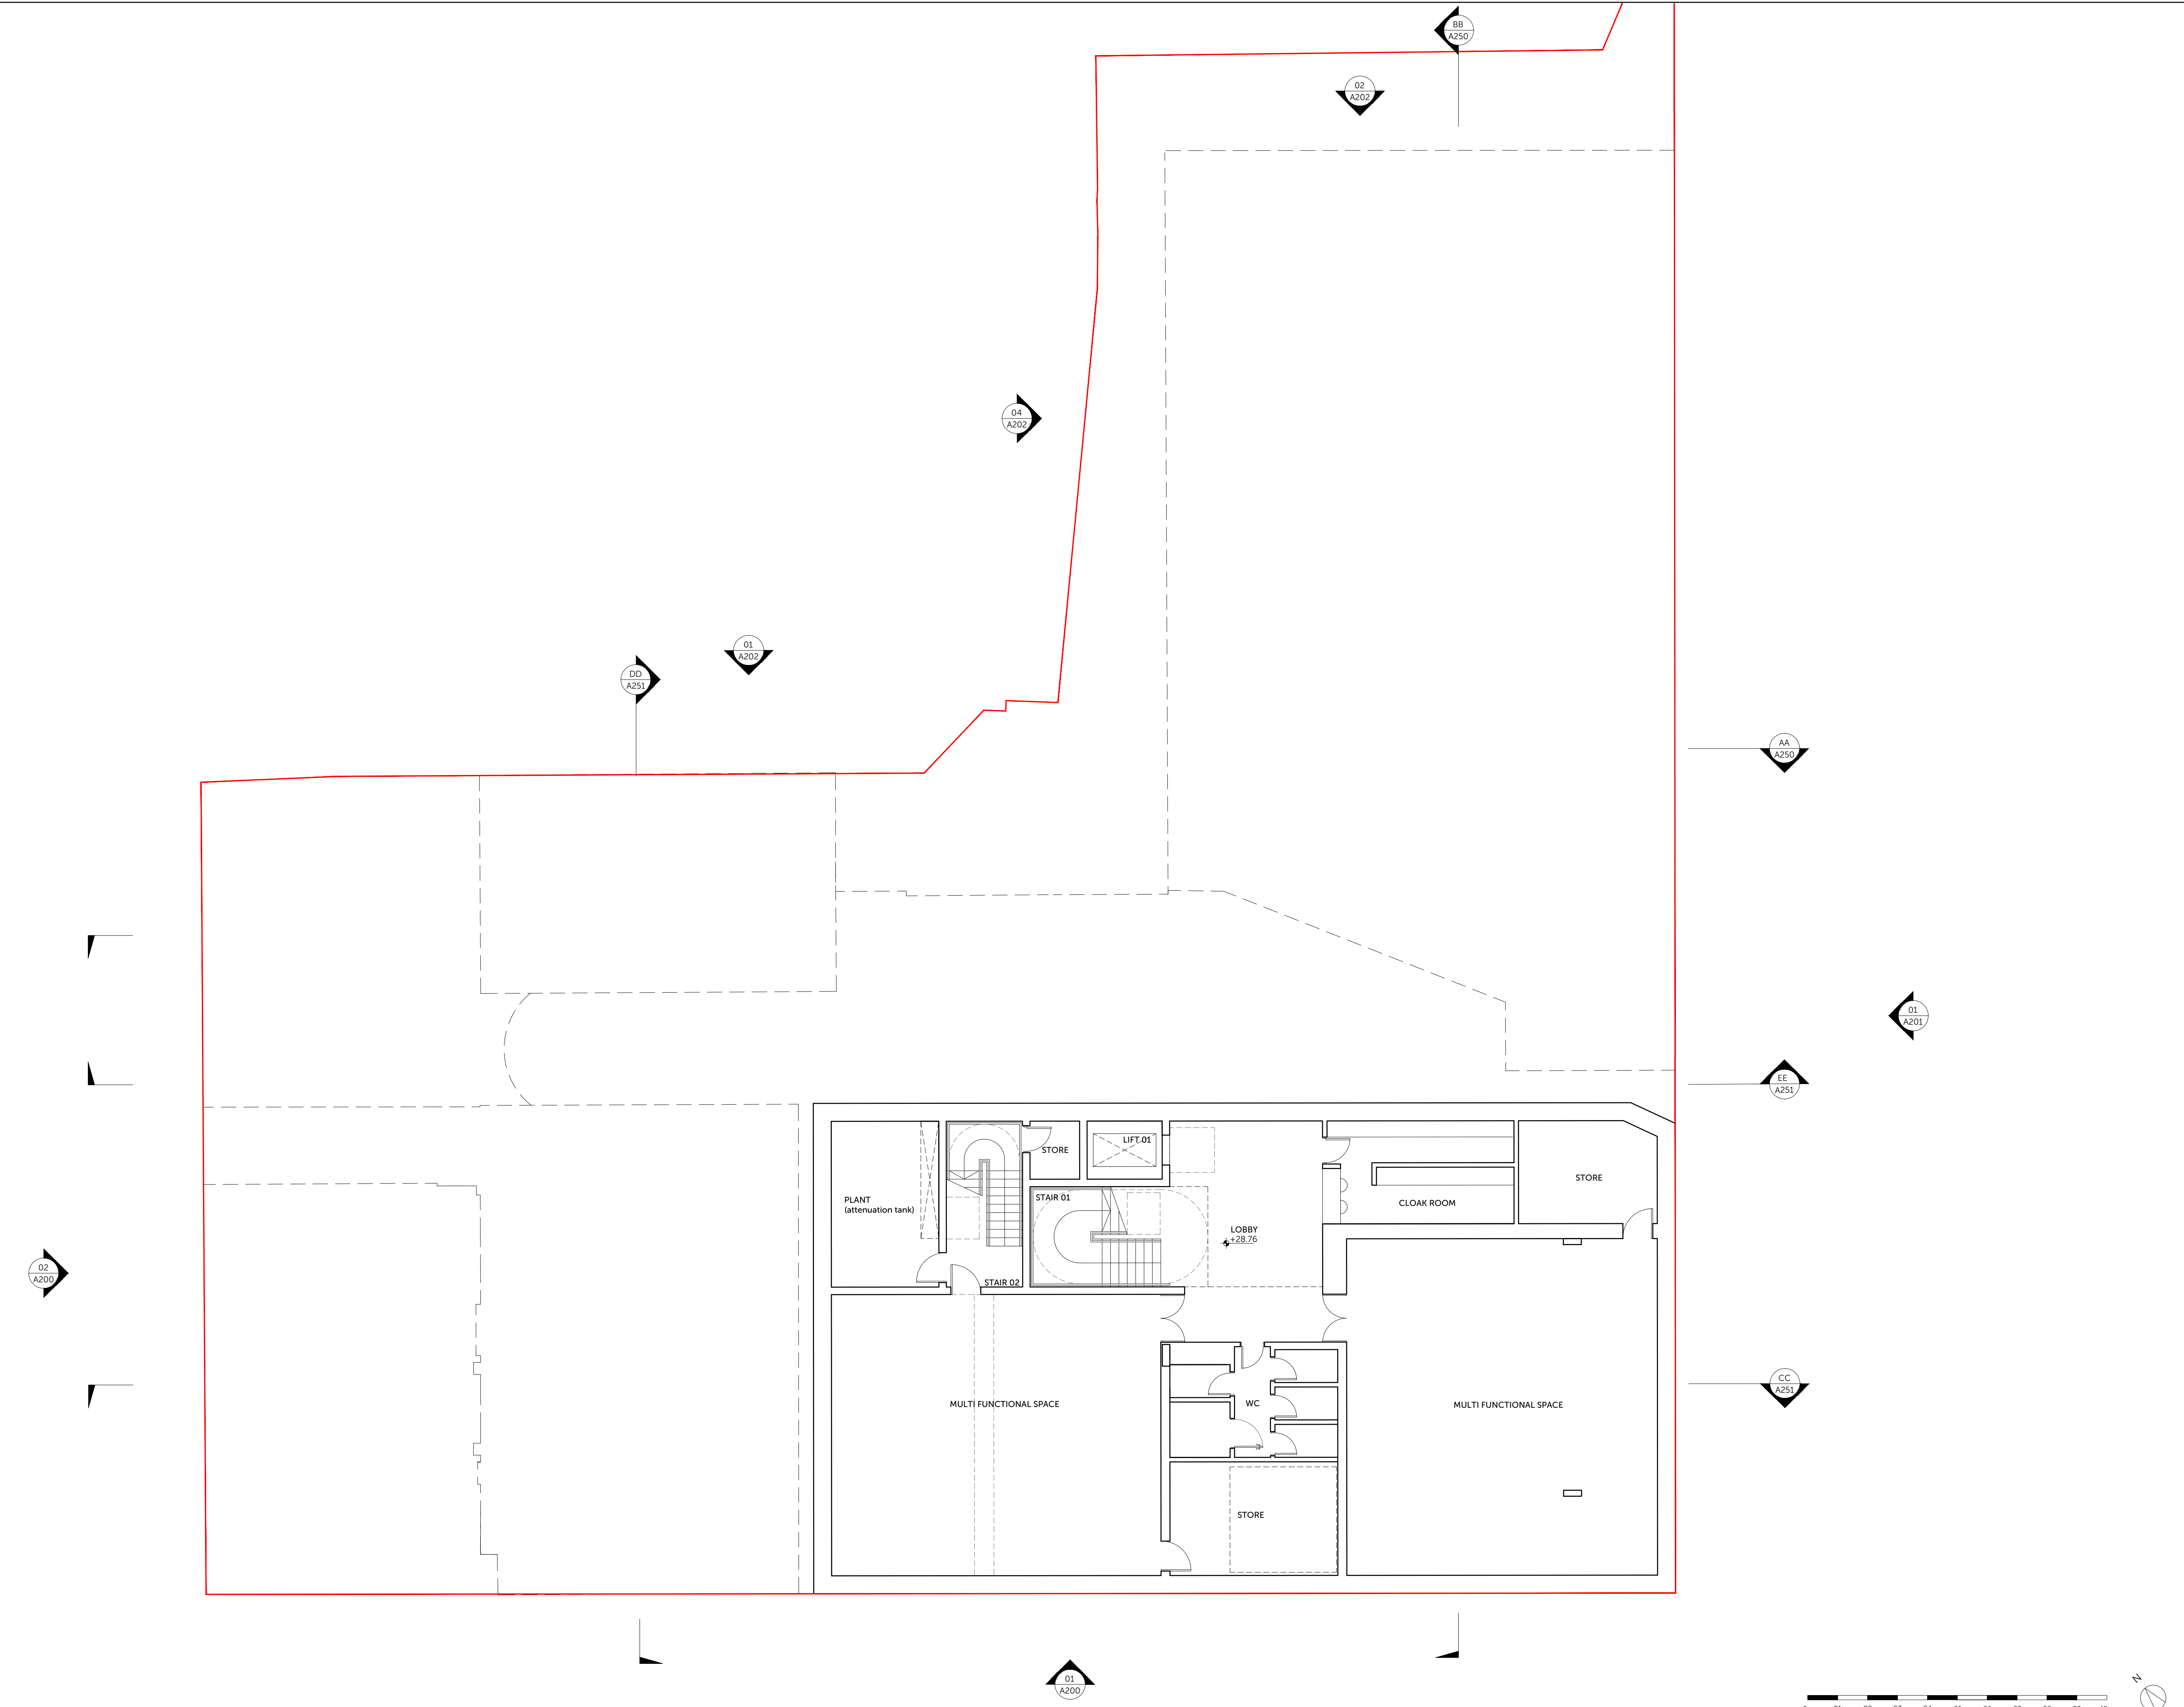 BB
A250
02
A202
04
A202
01
A202
DD
A251
AA
A250
01
A201
EE
A251
STORE
LIFT 01
PLANT
(attenuation tank)
STAIR 01
STORE
CLOAK ROOM
LOBBY
+28.76
STAIR 02
02
A200
CC
A251
MULTI FUNCTIONAL SPACE
WC
MULTI FUNCTIONAL SPACE
STORE
01
A200
N